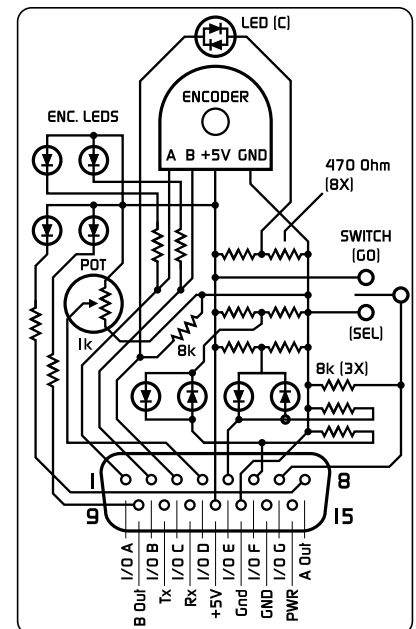 LED (C)
ENC. LEDS
ENCODER
A B +5V GND
470 Ohm
(8X)
SWITCH
(GO)
POT
1k
8k
(SEL)
8k (3X)
1
8
9
15
I/O A
B Out
I/O B
Tx
I/O C
Rx
I/O D
+5V
I/O E
Gnd
I/O F
GND
I/O G
PWR
A Out